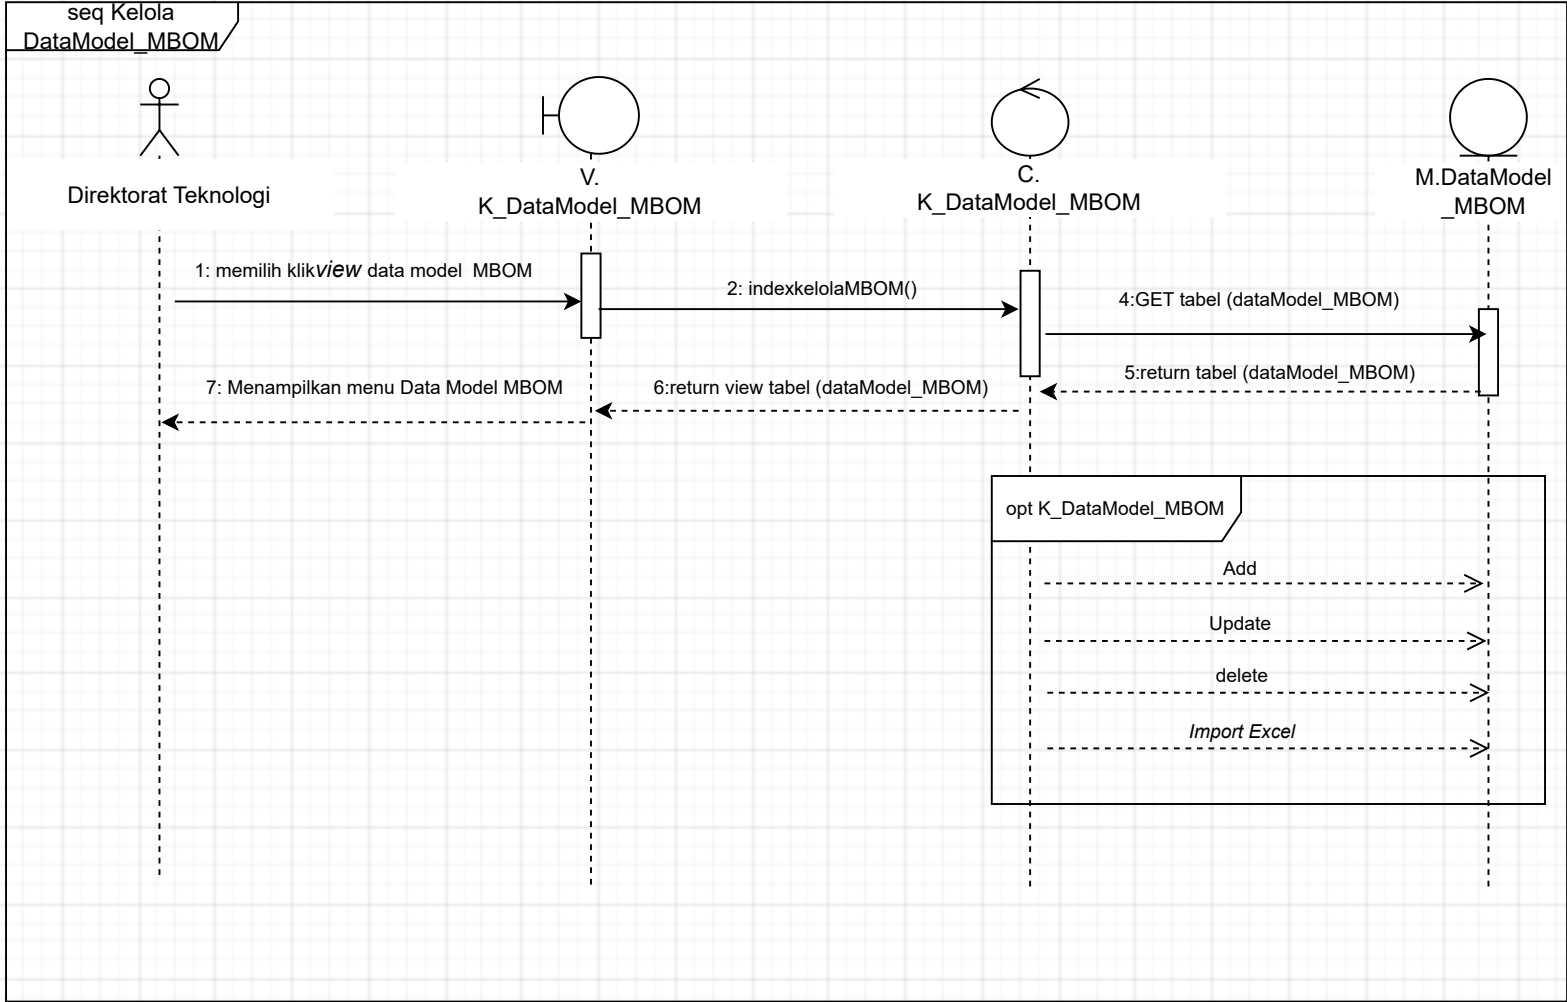 seq Kelola
DataModel_MBOM
Direktorat Teknologi
V.
K_DataModel_MBOM
C.
K_DataModel_MBOM
M.DataModel
_MBOM
1: memilih klikview data model  MBOM
2: indexkelolaMBOM()
4:GET tabel (dataModel_MBOM)
5:return tabel (dataModel_MBOM)
6:return view tabel (dataModel_MBOM)
7: Menampilkan menu Data Model MBOM
opt K_DataModel_MBOM
Add
Update
delete
Import Excel